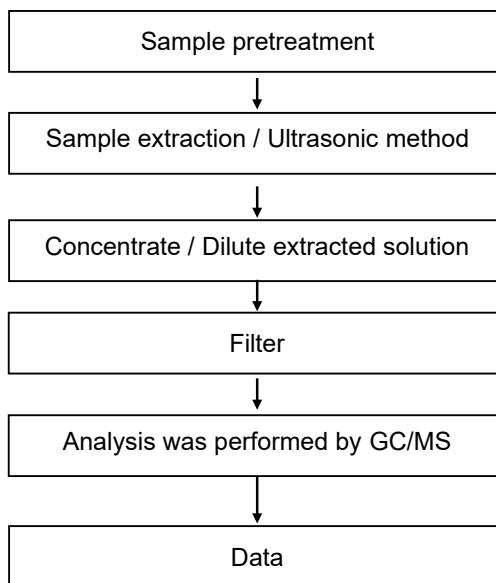 Sample pretreatment
Sample extraction / Ultrasonic method
Concentrate / Dilute extracted solution
Filter
Analysis was performed by GC/MS
Data